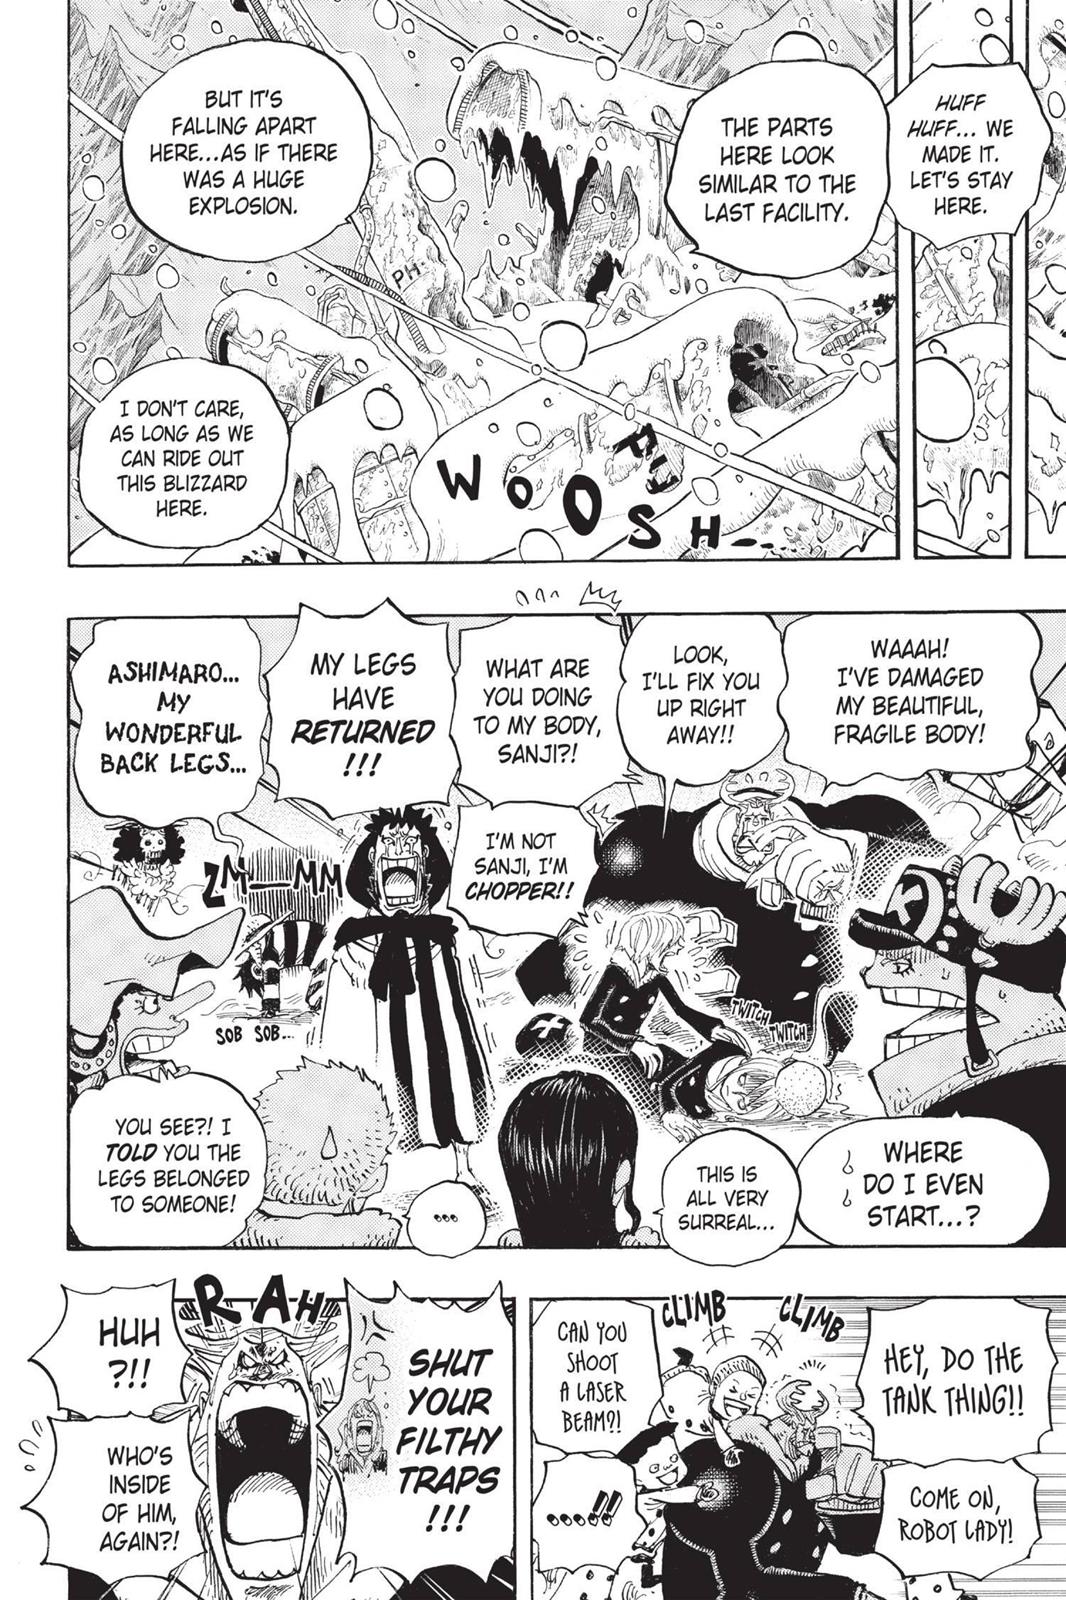 HUFF
HUFF... WE
MADE IT.
LET'S STAY
HERE.
THE PARTS
HERE LOOK
SIMILAR TO THE
LAST FACILITY.
BUT IT'S
FALLING APART
HERE...AS IF THERE
WAS A HUGE
EXPLOSION.
I DON'T CARE,
AS LONG AS WE
CAN RIDE OUT
THIS BLIZZARD
HERE.
WOOSH
WAAAH!
I'VE DAMAGED
MY BEAUTIFUL,
FRAGILE BODY!
LOOK,
I'LL FIX YOU
UP RIGHT
AWAY!!
WHAT ARE
YOU DOING
TO MY BODY,
SANJI?!
I'M NOT
SANJI, I'M
CHOPPER!!
MY LEGS
HAVE
RETURNED
!!!
ASHIMARO...
MY
WONDERFUL
BACK LEGS...
ZM——MM
SOB SOB...
TWITCH
TWITCH
WHERE
DO I EVEN
START...?
THIS IS
ALL VERY
SURREAL...
...
YOU SEE?! I
TOLD YOU THE
LEGS BELONGED
TO SOMEONE!
CLIMB
CLIMB
HEY, DO THE
TANK THING!!
CAN YOU
SHOOT
A LASER
BEAM?!
COME ON,
ROBOT LADY!
...!!
RAH
SHUT
YOUR
FILTHY
TRAPS
!!!
HUH
?!!
WHO'S
INSIDE
OF HIM,
AGAIN?!